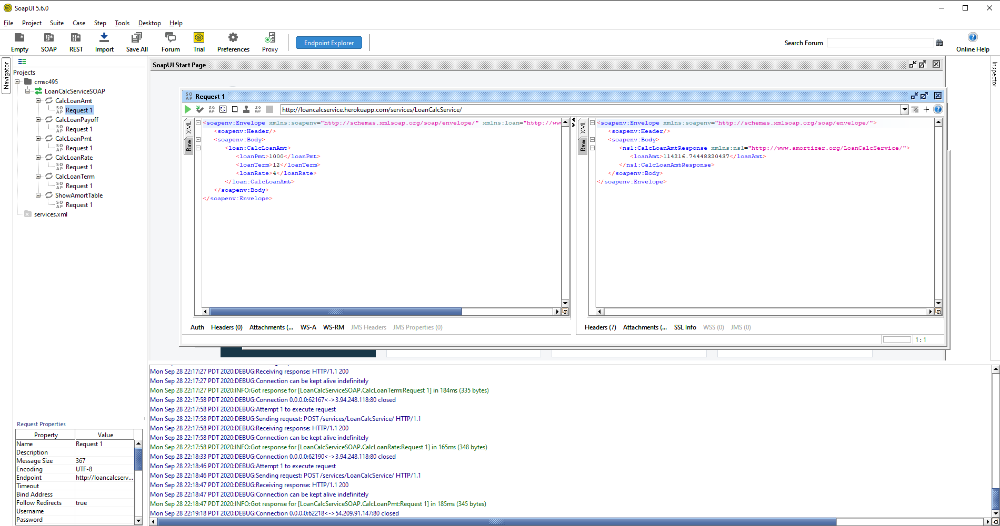 SoapUI 5.6.0
File Project Suite Case Step Tools Desktop Help
Empty SOAP REST Import Save All Forum Trial Preferences Proxy
Endpoint Explorer
Search Forum
Online Help
Navigator
Projects
cmsc495
LoanCalcServiceSOAP
CalcLoanAmt
Request 1
CalcLoanPayoff
Request 1
CalcLoanPmt
Request 1
CalcLoanRate
Request 1
CalcLoanTerm
Request 1
ShowAmortTable
Request 1
services.xml
Request Properties
Property Value
Name Request 1
Description
Message Size 367
Encoding UTF-8
Endpoint http://loancalcserv...
Timeout
Bind Address
Follow Redirects true
Username
Password
SoapUI Start Page
Request 1
http://loancalcservice.herokuapp.com/services/LoanCalcService/
XML
Raw
<soapenv:Envelope xmlns:soapenv="http://schemas.xmlsoap.org/soap/envelope/" xmlns:loan="http://ww
<soapenv:Header/>
<soapenv:Body>
<loan:CalcLoanAmt>
<loanPmt>1000</loanPmt>
<loanTerm>12</loanTerm>
<loanRate>4</loanRate>
</loan:CalcLoanAmt>
</soapenv:Body>
</soapenv:Envelope>
Auth Headers (0) Attachments (... WS-A WS-RM JMS Headers JMS Properties (0)
XML
Raw
<soapenv:Envelope xmlns:soapenv="http://schemas.xmlsoap.org/soap/envelope/">
<soapenv:Header/>
<soapenv:Body>
<ns1:CalcLoanAmtResponse xmlns:ns1="http://www.amortizer.org/LoanCalcService/">
<loanAmt>114216.74448320437</loanAmt>
</ns1:CalcLoanAmtResponse>
</soapenv:Body>
</soapenv:Envelope>
Headers (7) Attachments (... SSL Info WSS (0) JMS (0)
1 : 1
Inspector
Mon Sep 28 22:17:27 PDT 2020:DEBUG:Receiving response: HTTP/1.1 200
Mon Sep 28 22:17:27 PDT 2020:DEBUG:Connection can be kept alive indefinitely
Mon Sep 28 22:17:27 PDT 2020:INFO:Got response for [LoanCalcServiceSOAP.CalcLoanTerm:Request 1] in 184ms (335 bytes)
Mon Sep 28 22:17:58 PDT 2020:DEBUG:Connection 0.0.0.0:62167<->3.94.248.118:80 closed
Mon Sep 28 22:17:58 PDT 2020:DEBUG:Attempt 1 to execute request
Mon Sep 28 22:17:58 PDT 2020:DEBUG:Sending request: POST /services/LoanCalcService/ HTTP/1.1
Mon Sep 28 22:17:58 PDT 2020:DEBUG:Receiving response: HTTP/1.1 200
Mon Sep 28 22:17:58 PDT 2020:DEBUG:Connection can be kept alive indefinitely
Mon Sep 28 22:17:58 PDT 2020:INFO:Got response for [LoanCalcServiceSOAP.CalcLoanRate:Request 1] in 165ms (348 bytes)
Mon Sep 28 22:18:33 PDT 2020:DEBUG:Connection 0.0.0.0:62190<->3.94.248.118:80 closed
Mon Sep 28 22:18:46 PDT 2020:DEBUG:Attempt 1 to execute request
Mon Sep 28 22:18:46 PDT 2020:DEBUG:Sending request: POST /services/LoanCalcService/ HTTP/1.1
Mon Sep 28 22:18:47 PDT 2020:DEBUG:Receiving response: HTTP/1.1 200
Mon Sep 28 22:18:47 PDT 2020:DEBUG:Connection can be kept alive indefinitely
Mon Sep 28 22:18:47 PDT 2020:INFO:Got response for [LoanCalcServiceSOAP.CalcLoanPmt:Request 1] in 185ms (345 bytes)
Mon Sep 28 22:19:18 PDT 2020:DEBUG:Connection 0.0.0.0:62218<->54.209.91.147:80 closed